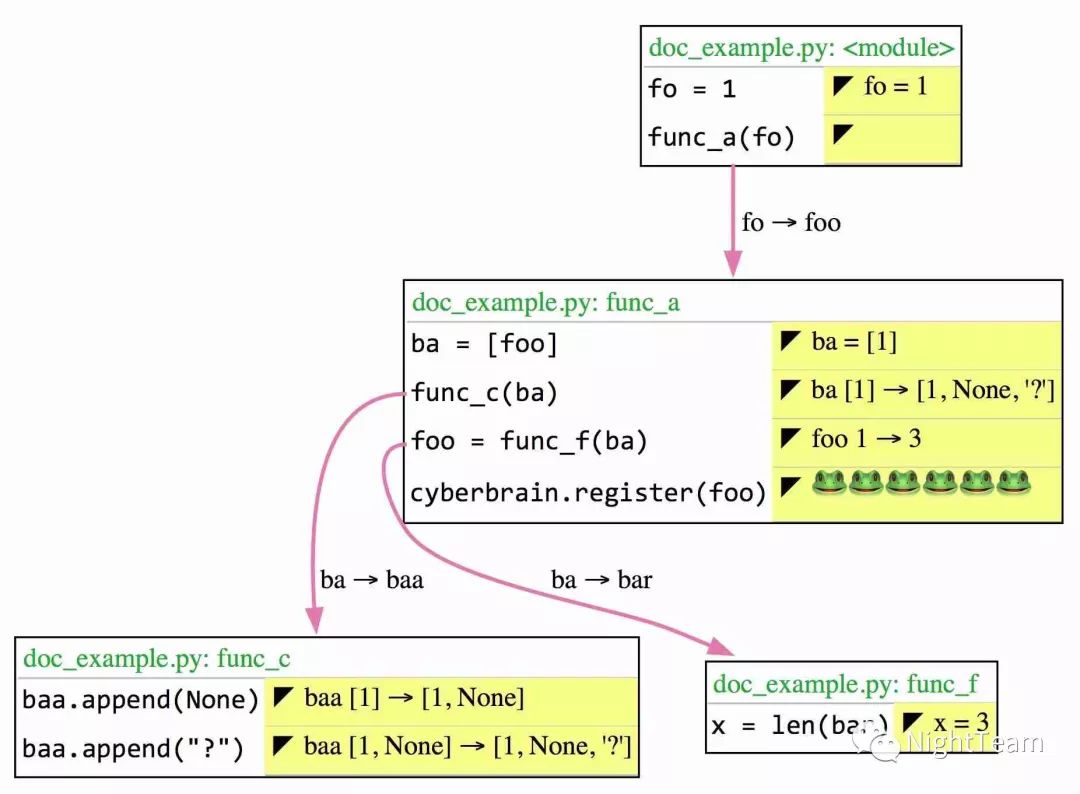 doc_example.py: <module>
fo = 1 ◤ fo = 1
func_a(fo) ◤
fo → foo
doc_example.py: func_a
ba = [foo] ◤ ba = [1]
func_c(ba) ◤ ba [1] → [1, None, '?']
foo = func_f(ba) ◤ foo 1 → 3
cyberbrain.register(foo) ◤ 🐸🐸🐸🐸🐸🐸
ba → baa
ba → bar
doc_example.py: func_c
baa.append(None) ◤ baa [1] → [1, None]
baa.append("?") ◤ baa [1, None] → [1, None, '?']
doc_example.py: func_f
x = len(bar) ◤ x = 3
NightTeam